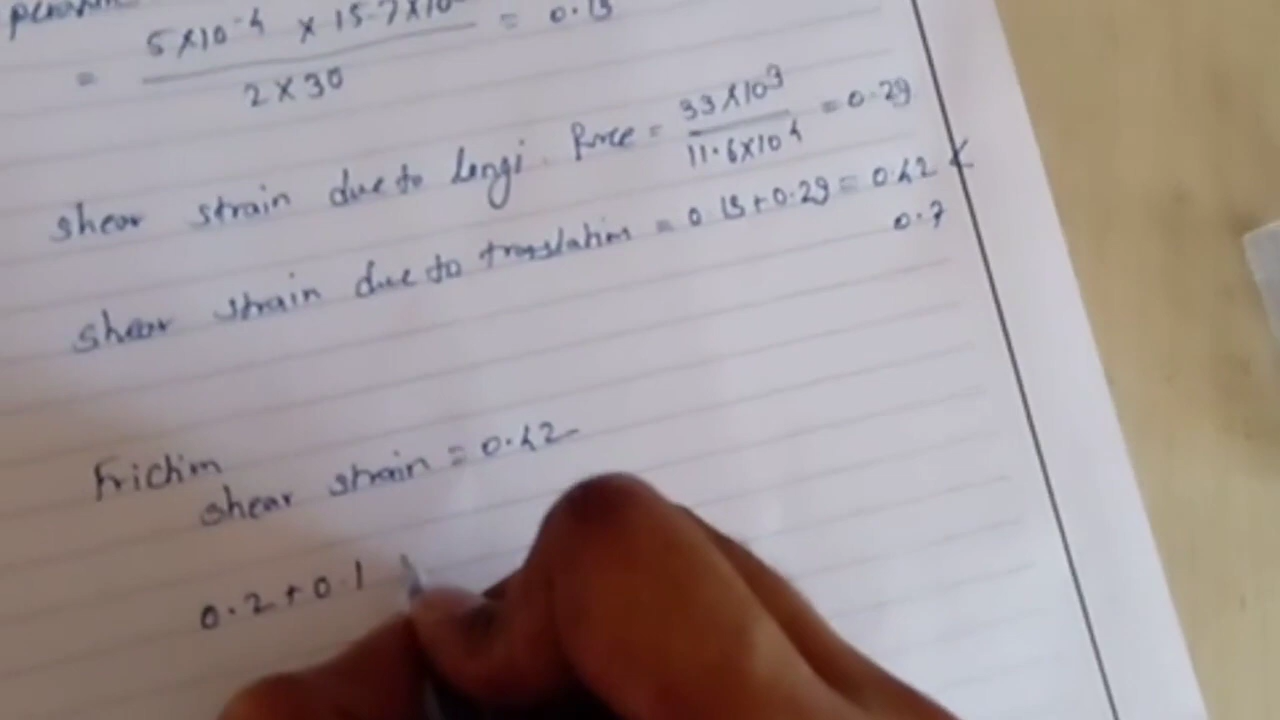 = 5×10⁻⁴ × 15.7×10 / 2×30 = 0.13
shear strain due to longi. Force = 33×10³ / 11.6×10⁴ = 0.29
shear strain due to translation = 0.13+0.29 = 0.42 <
0.7
Friction
shear strain = 0.42
0.2+0.1